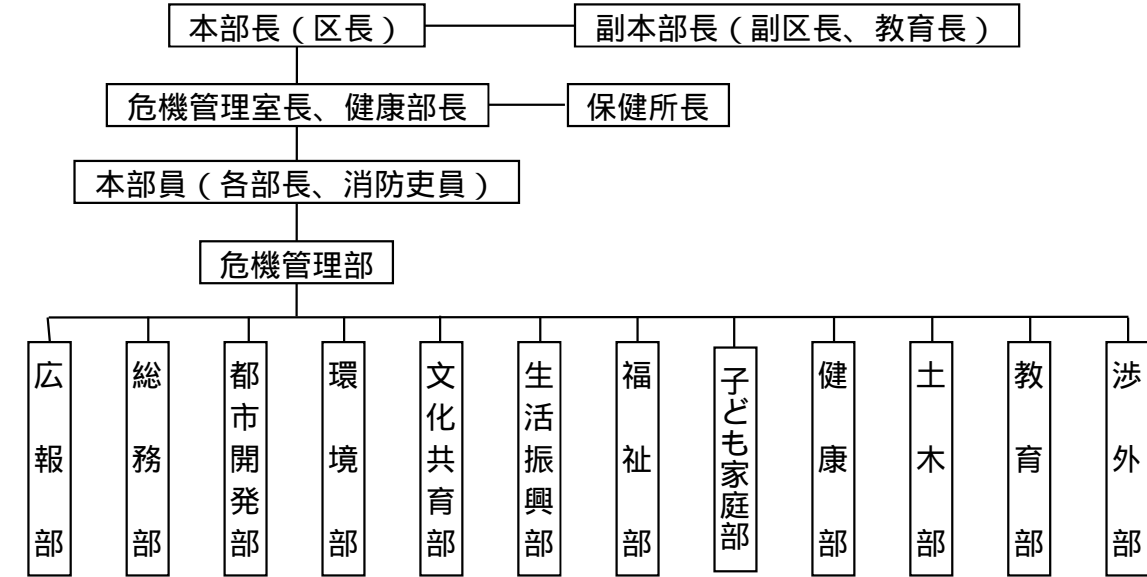 本部長（区長）
副本部長（副区長、教育長）
危機管理室長、健康部長
保健所長
本部員（各部長、消防吏員）
危機管理部
広報部
総務部
都市開発部
環境部
文化共育部
生活振興部
福祉部
子ども家庭部
健康部
土木部
教育部
渉外部